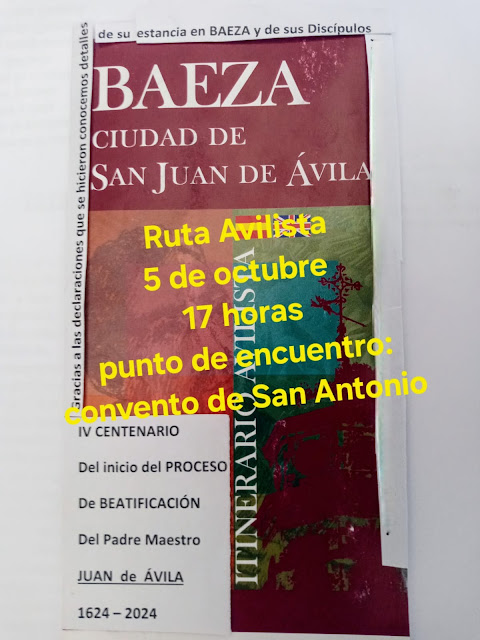 Gracias a las declaraciones que se hicieron conocemos detalles
de su estancia en BAEZA y de sus Discípulos
BAEZA
CIUDAD DE
SAN JUAN DE ÁVILA
Ruta Avilista
5 de octubre
17 horas
punto de encuentro:
convento de San Antonio
ITINERARIO AVILISTA
IV CENTENARIO
Del inicio del PROCESO
De BEATIFICACIÓN
Del Padre Maestro
JUAN de ÁVILA
1624 – 2024